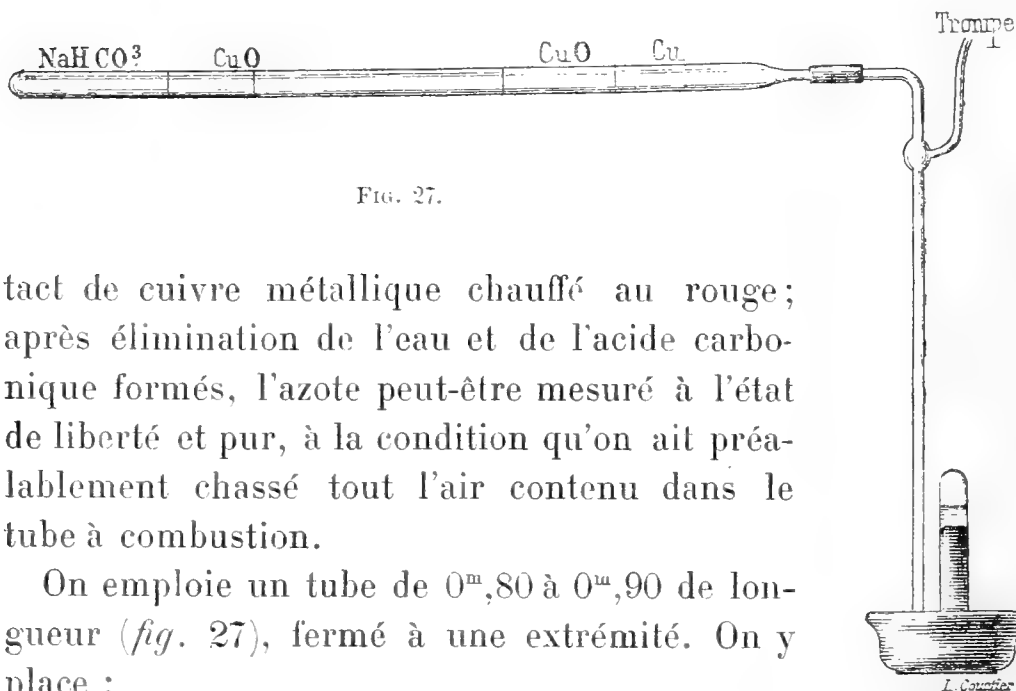 Trompe
NaHCO³ CuO CuO Cu
FIG. 27.
tact de cuivre métallique chauffé au rouge;
après élimination de l'eau et de l'acide carbo-
nique formés, l'azote peut-être mesuré à l'état
de liberté et pur, à la condition qu'on ait préa-
lablement chassé tout l'air contenu dans le
tube à combustion.
On emploie un tube de 0ᵐ,80 à 0ᵐ,90 de lon-
gueur (fig. 27), fermé à une extrémité. On y
place :